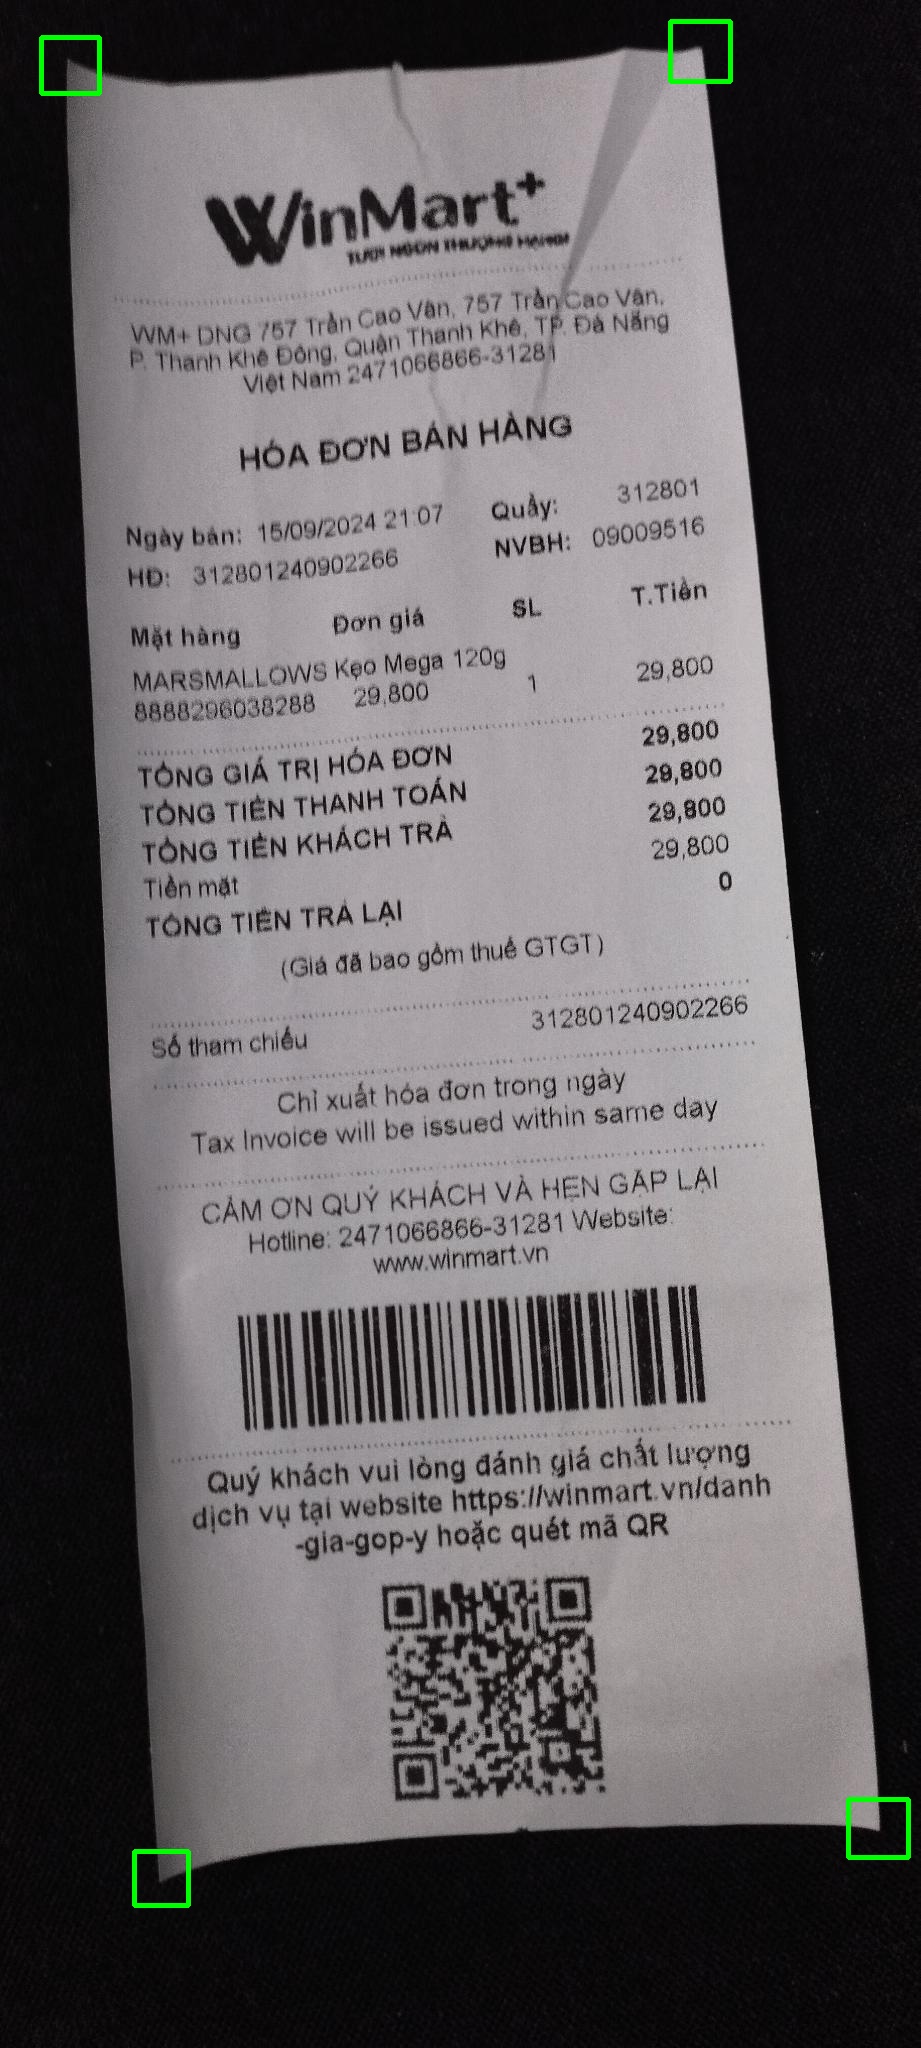 WinMart+
TƯƠI NGON THƯỢNG HẠNG
WM+ DNG 757 Trần Cao Vân, 757 Trần Cao Vân,
P. Thanh Khê Đông, Quận Thanh Khê, TP. Đà Nẵng
Việt Nam 2471066866-31281
HÓA ĐƠN BÁN HÀNG
Ngày bán: 15/09/2024 21:07 Quầy: 312801
HĐ: 312801240902266 NVBH: 09009516
Mặt hàng Đơn giá SL T.Tiền
MARSMALLOWS Kẹo Mega 120g
8888296038288 29,800 1 29,800
TỔNG GIÁ TRỊ HÓA ĐƠN 29,800
TỔNG TIỀN THANH TOÁN 29,800
TỔNG TIỀN KHÁCH TRẢ 29,800
Tiền mặt 29,800
TỔNG TIỀN TRẢ LẠI 0
(Giá đã bao gồm thuế GTGT)
Số tham chiếu 312801240902266
Chỉ xuất hóa đơn trong ngày
Tax Invoice will be issued within same day
CẢM ƠN QUÝ KHÁCH VÀ HẸN GẶP LẠI
Hotline: 2471066866-31281 Website:
www.winmart.vn
Quý khách vui lòng đánh giá chất lượng
dịch vụ tại website https://winmart.vn/danh
-gia-gop-y hoặc quét mã QR